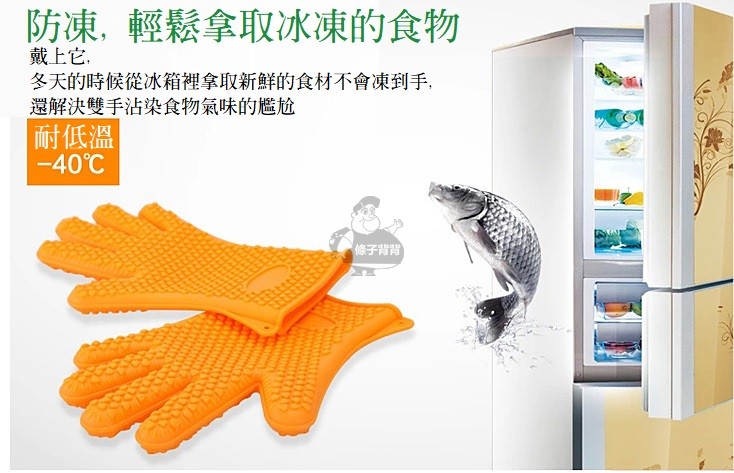 防凍, 輕鬆拿取冰凍的食物
戴上它,
冬天的時候從冰箱裡拿取新鮮的食材不會凍到手,
還解決雙手沾染食物氣味的尷尬
耐低溫
-40℃
條子背背